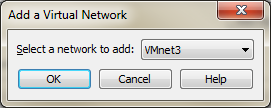 Add a Virtual Network
Select a network to add: VMnet3
OK Cancel Help